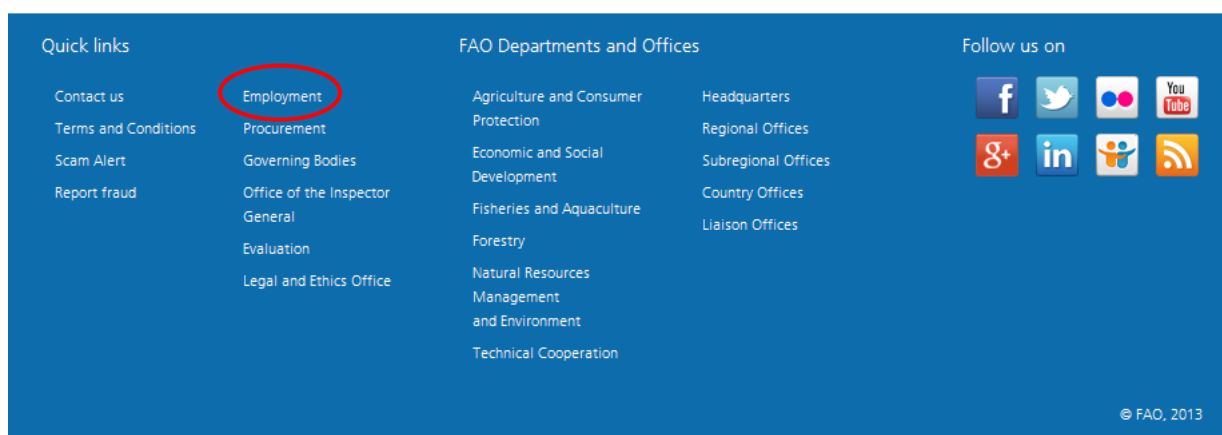 Quick links
Contact us
Terms and Conditions
Scam Alert
Report fraud
Employment
Procurement
Governing Bodies
Office of the Inspector
General
Evaluation
Legal and Ethics Office
FAO Departments and Offices
Agriculture and Consumer
Protection
Economic and Social
Development
Fisheries and Aquaculture
Forestry
Natural Resources
Management
and Environment
Technical Cooperation
Headquarters
Regional Offices
Subregional Offices
Country Offices
Liaison Offices
Follow us on
f
You
Tube
g+
in
© FAO, 2013